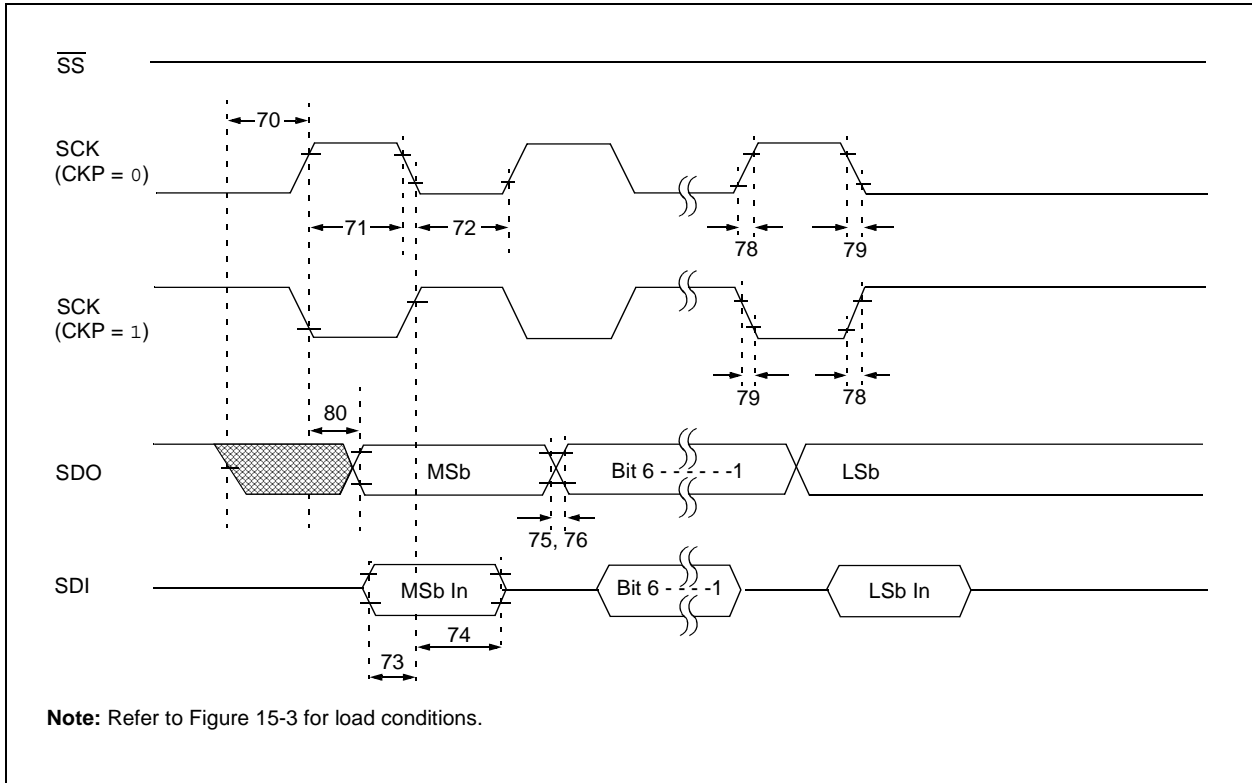 SS
70
SCK
(CKP = 0)
71
72
78
79
SCK
(CKP = 1)
79
78
80
SDO
MSb
Bit 6 - - - - - -1
LSb
75, 76
SDI
MSb In
Bit 6 - - - - -1
LSb In
74
73
Note: Refer to Figure 15-3 for load conditions.